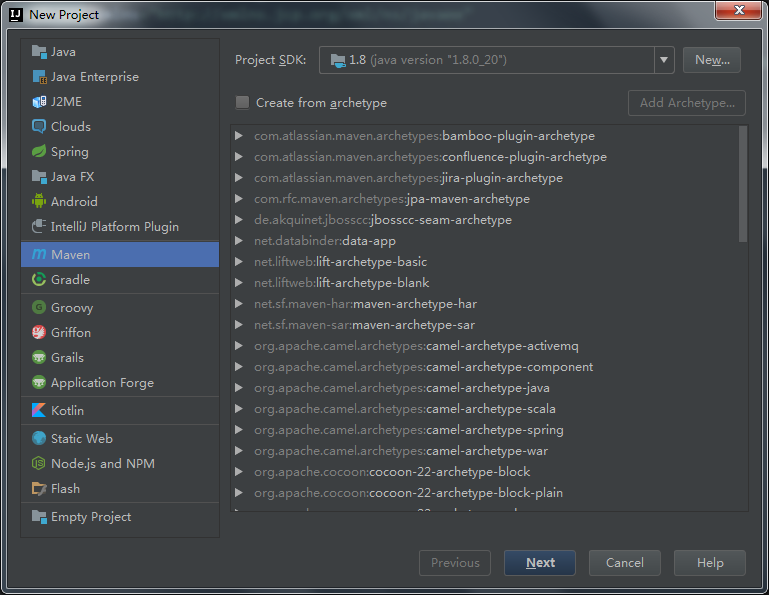 New Project
Java
Java Enterprise
J2ME
Clouds
Spring
Java FX
Android
IntelliJ Platform Plugin
Maven
Gradle
Groovy
Griffon
Grails
Application Forge
Kotlin
Static Web
Node.js and NPM
Flash
Empty Project
Project SDK: 1.8 (java version "1.8.0_20") New...
Create from archetype Add Archetype...
com.atlassian.maven.archetypes:bamboo-plugin-archetype
com.atlassian.maven.archetypes:confluence-plugin-archetype
com.atlassian.maven.archetypes:jira-plugin-archetype
com.rfc.maven.archetypes:jpa-maven-archetype
de.akquinet.jbosscc:jbosscc-seam-archetype
net.databinder:data-app
net.liftweb:lift-archetype-basic
net.liftweb:lift-archetype-blank
net.sf.maven-har:maven-archetype-har
net.sf.maven-sar:maven-archetype-sar
org.apache.camel.archetypes:camel-archetype-activemq
org.apache.camel.archetypes:camel-archetype-component
org.apache.camel.archetypes:camel-archetype-java
org.apache.camel.archetypes:camel-archetype-scala
org.apache.camel.archetypes:camel-archetype-spring
org.apache.camel.archetypes:camel-archetype-war
org.apache.cocoon:cocoon-22-archetype-block
org.apache.cocoon:cocoon-22-archetype-block-plain
Previous Next Cancel Help